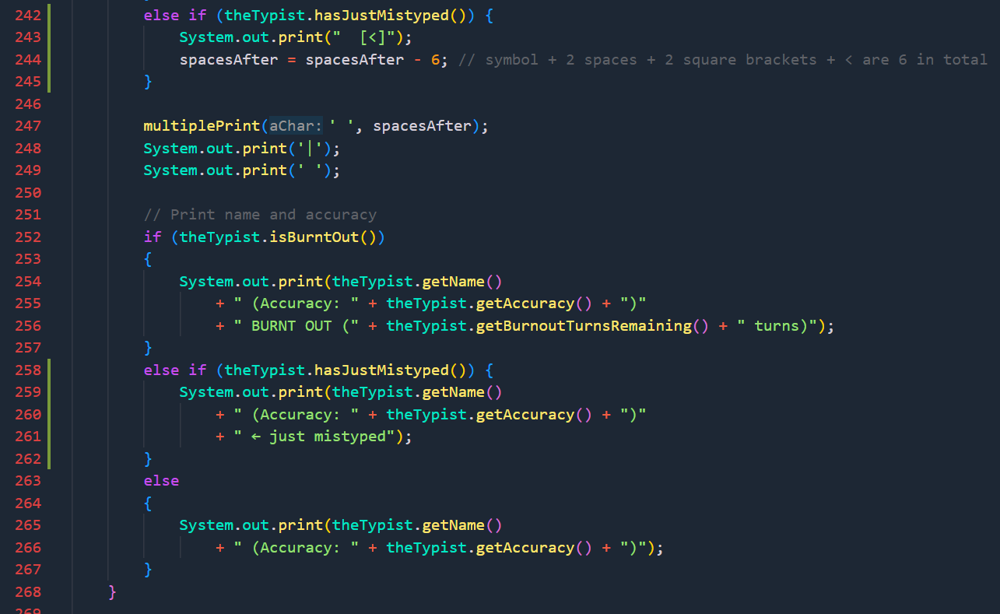 242 else if (theTypist.hasJustMistyped()) {
243 System.out.print("  [<]");
244 spacesAfter = spacesAfter - 6; // symbol + 2 spaces + 2 square brackets + < are 6 in total
245 }
246
247 multiplePrint(aChar: ' ', spacesAfter);
248 System.out.print('|');
249 System.out.print(' ');
250
251 // Print name and accuracy
252 if (theTypist.isBurntOut())
253 {
254 System.out.print(theTypist.getName()
255 + " (Accuracy: " + theTypist.getAccuracy() + ")"
256 + " BURNT OUT (" + theTypist.getBurnoutTurnsRemaining() + " turns)");
257 }
258 else if (theTypist.hasJustMistyped()) {
259 System.out.print(theTypist.getName()
260 + " (Accuracy: " + theTypist.getAccuracy() + ")"
261 + " ← just mistyped");
262 }
263 else
264 {
265 System.out.print(theTypist.getName()
266 + " (Accuracy: " + theTypist.getAccuracy() + ")");
267 }
268 }
269